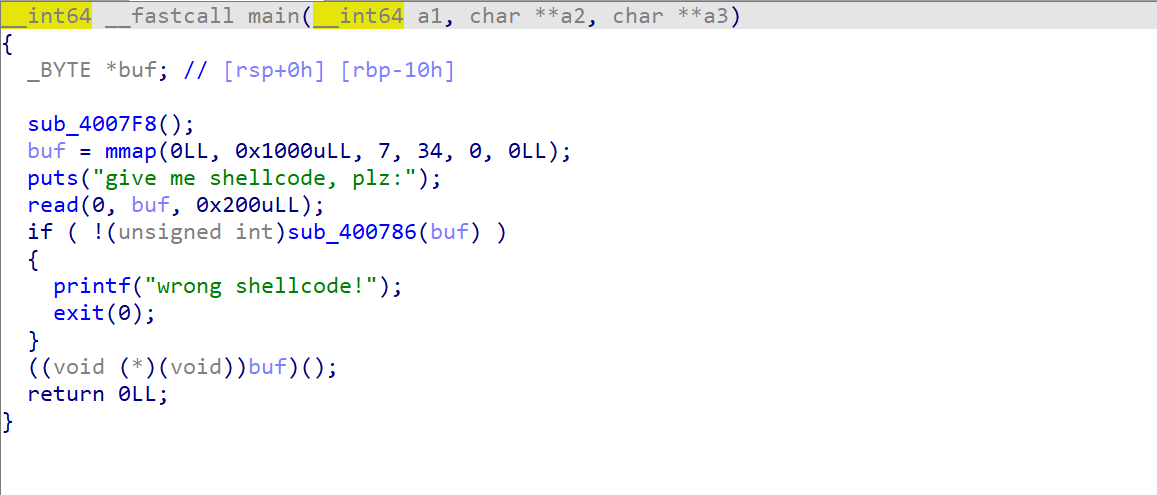 __int64 __fastcall main(__int64 a1, char **a2, char **a3)
{
  _BYTE *buf; // [rsp+0h] [rbp-10h]

  sub_4007F8();
  buf = mmap(0LL, 0x1000uLL, 7, 34, 0, 0LL);
  puts("give me shellcode, plz:");
  read(0, buf, 0x200uLL);
  if ( !(unsigned int)sub_400786(buf) )
  {
    printf("wrong shellcode!");
    exit(0);
  }
  ((void (*)(void))buf)();
  return 0LL;
}